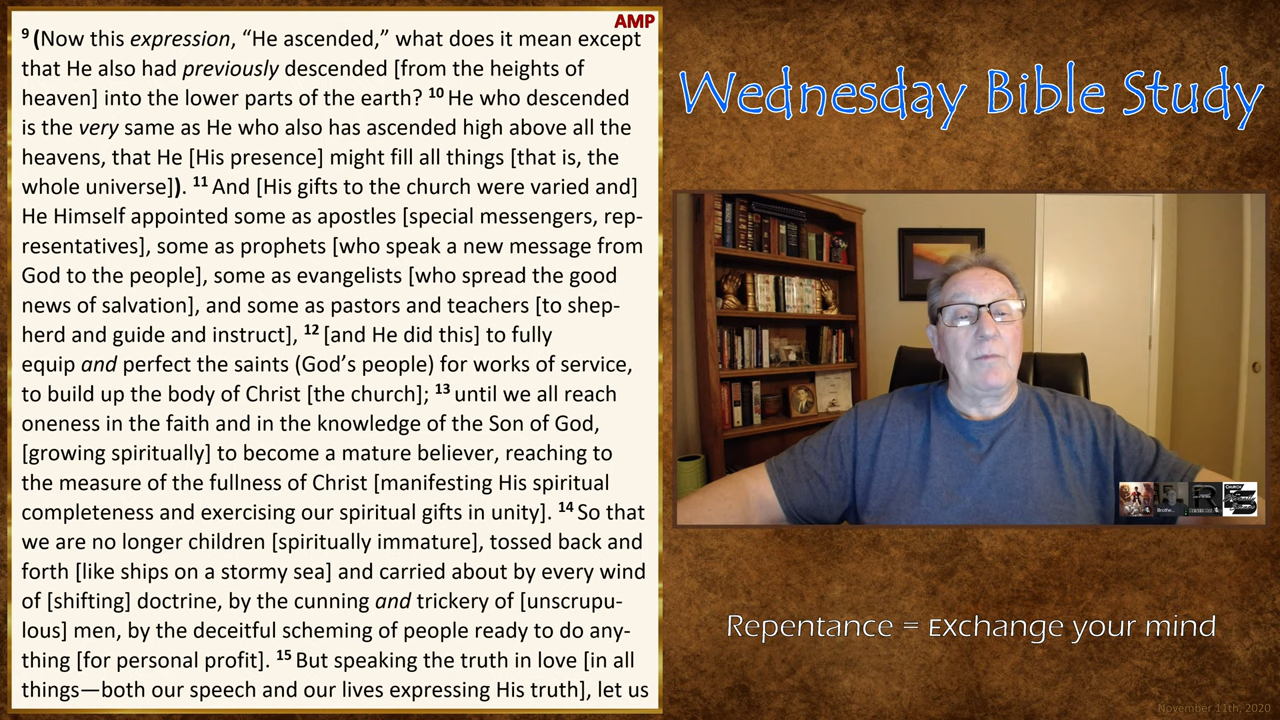 AMP
9 (Now this expression, “He ascended,” what does it mean except
that He also had previously descended [from the heights of
heaven] into the lower parts of the earth? 10 He who descended
is the very same as He who also has ascended high above all the
heavens, that He [His presence] might fill all things [that is, the
whole universe]). 11 And [His gifts to the church were varied and]
He Himself appointed some as apostles [special messengers, rep-
resentatives], some as prophets [who speak a new message from
God to the people], some as evangelists [who spread the good
news of salvation], and some as pastors and teachers [to shep-
herd and guide and instruct], 12 [and He did this] to fully
equip and perfect the saints (God’s people) for works of service,
to build up the body of Christ [the church]; 13 until we all reach
oneness in the faith and in the knowledge of the Son of God,
[growing spiritually] to become a mature believer, reaching to
the measure of the fullness of Christ [manifesting His spiritual
completeness and exercising our spiritual gifts in unity]. 14 So that
we are no longer children [spiritually immature], tossed back and
forth [like ships on a stormy sea] and carried about by every wind
of [shifting] doctrine, by the cunning and trickery of [unscrupu-
lous] men, by the deceitful scheming of people ready to do any-
thing [for personal profit]. 15 But speaking the truth in love [in all
things—both our speech and our lives expressing His truth], let us
Wednesday Bible Study
Brothe...
Repentance = EXchange your mind
November 11th, 2020